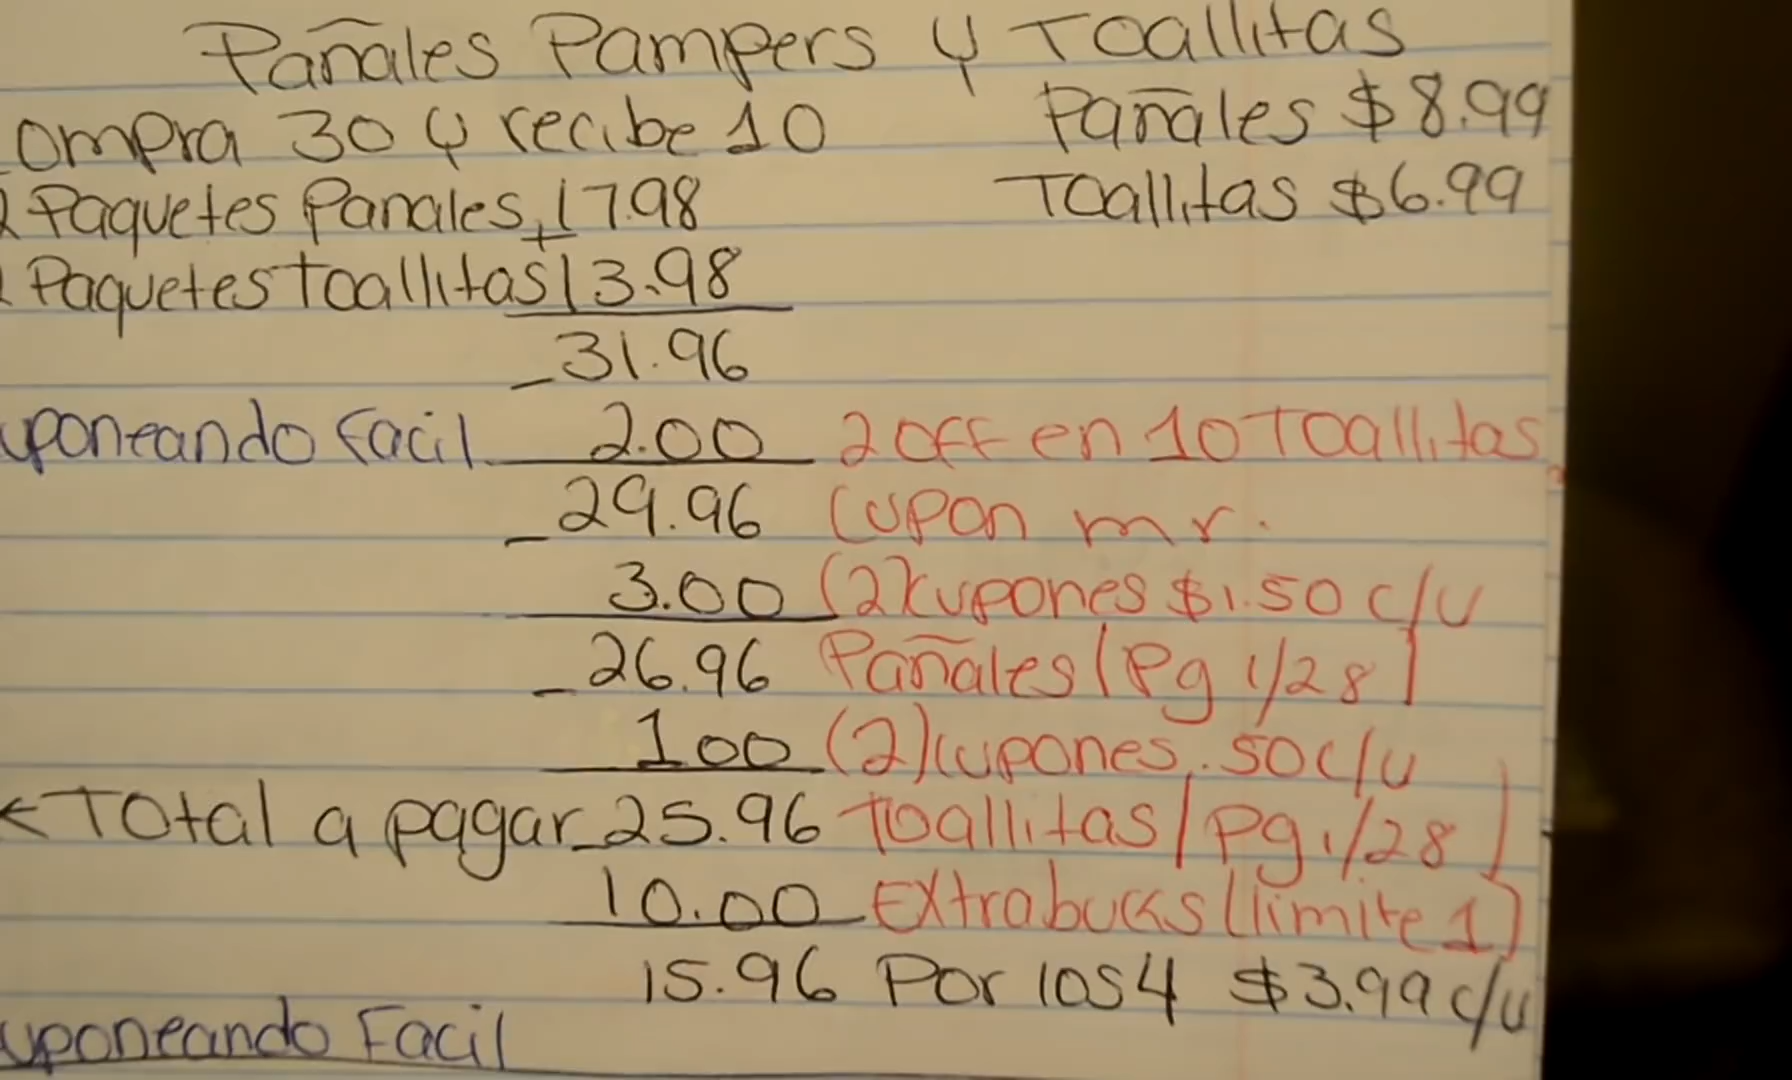 Pañales Pampers y Toallitas
ompra 30 y recibe 10 Pañales $8.99
2 Paquetes Panales 17.98 Toallitas $6.99
+
Paquetes toallitas 13.98
- 31.96
uponeando Facil 2.00 2 OFF en 10 Toallitas
- 29.96 Cupon mr.
3.00 (2) Cupones $1.50 c/u
- 26.96 Pañales (Pg 1/28)
1 00 (2) Cupones .50 c/u
<Total a pagar - 25.96 Toallitas (Pg 1/28)
10.00 Extrabucks (limite 1)
15.96 Por los 4 $3.99 c/u
uponeando Facil